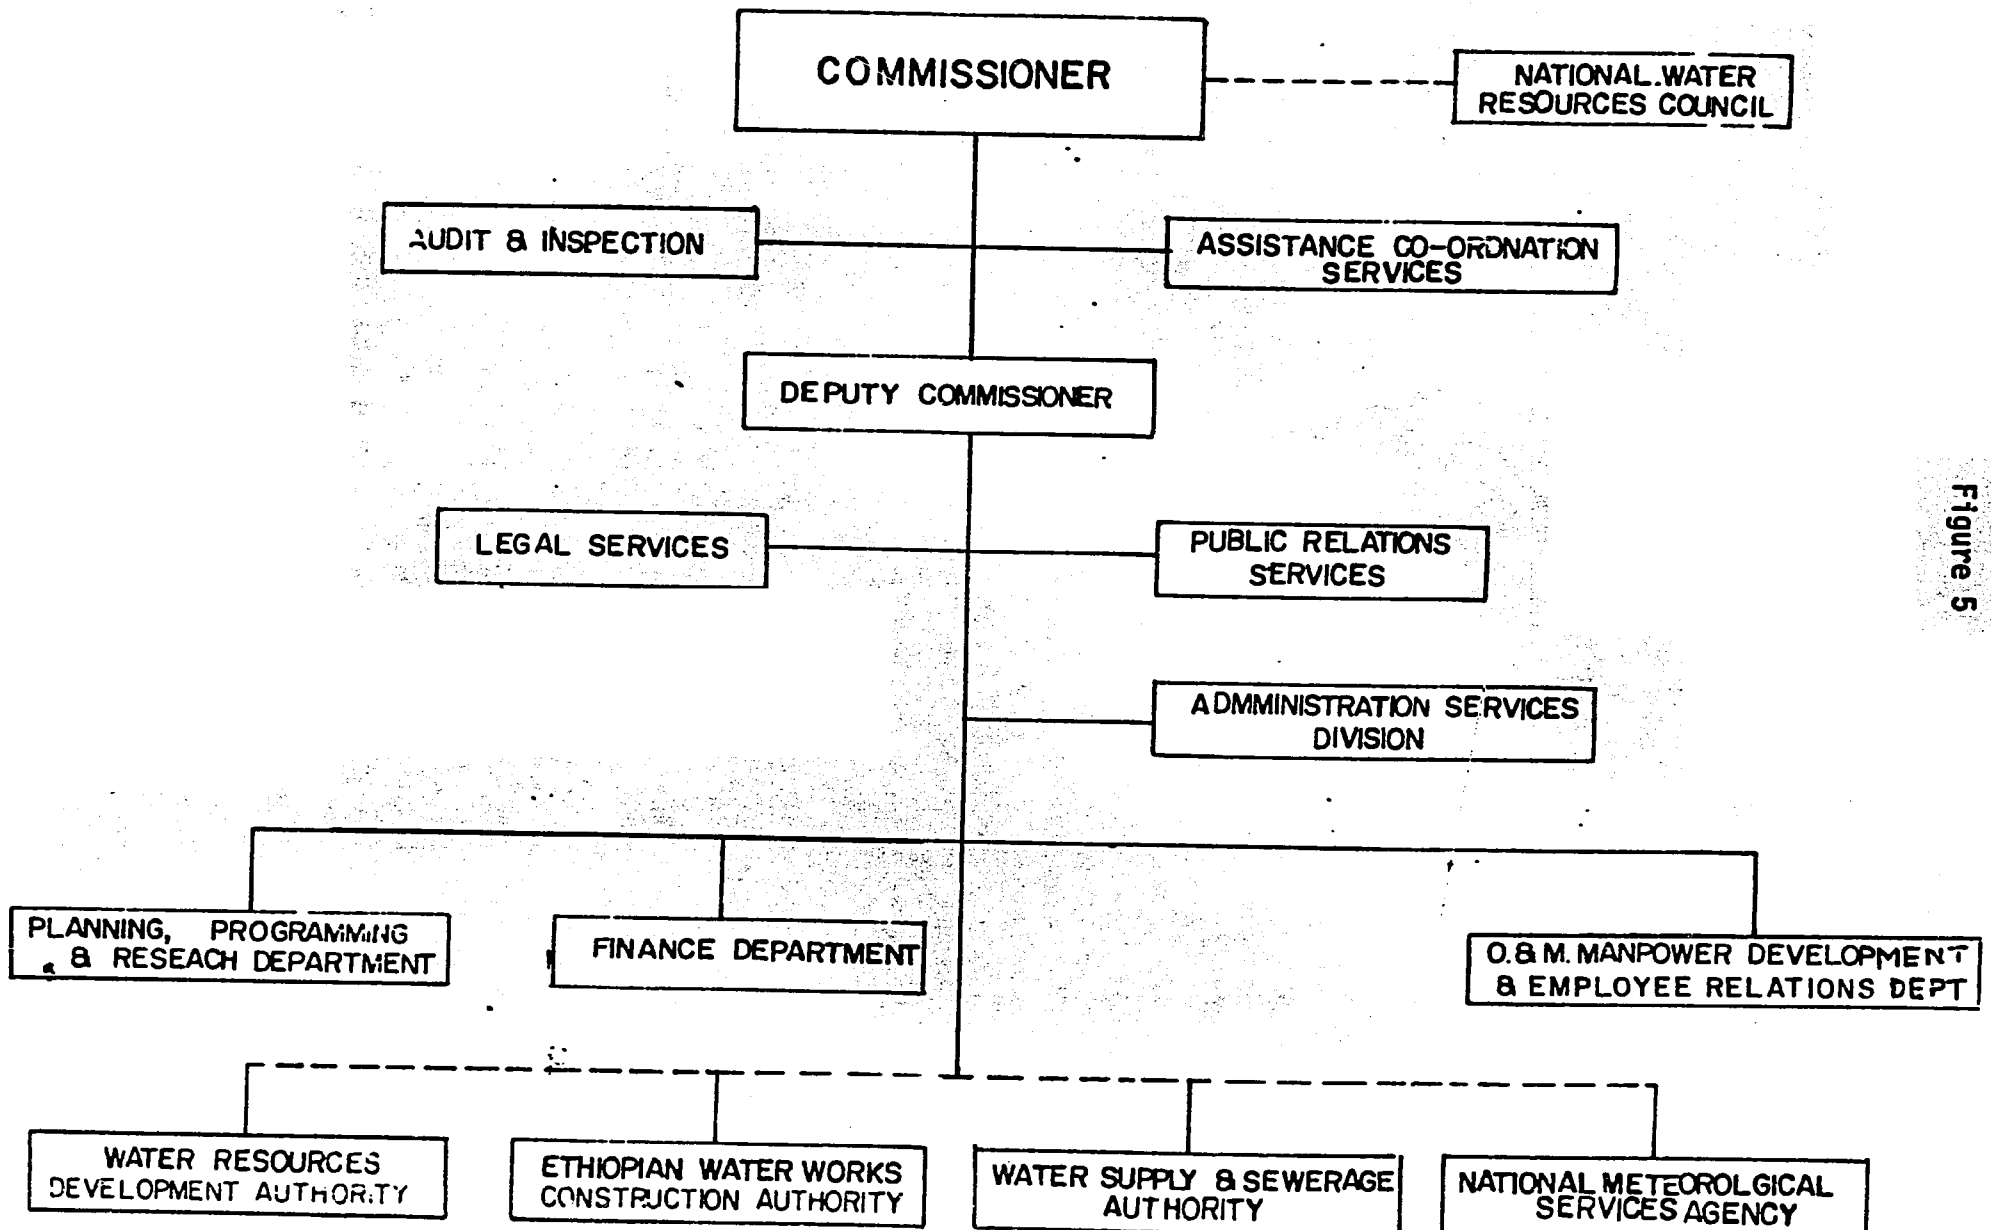 COMMISSIONER
NATIONAL WATER
RESOURCES COUNCIL
AUDIT & INSPECTION
ASSISTANCE CO-ORDNATION
SERVICES
DEPUTY COMMISSIONER
LEGAL SERVICES
PUBLIC RELATIONS
SERVICES
Figure 5
ADMMINISTRATION SERVICES
DIVISION
PLANNING, PROGRAMMING
& RESEACH DEPARTMENT
FINANCE DEPARTMENT
O. & M. MANPOWER DEVELOPMENT
& EMPLOYEE RELATIONS DEPT
WATER RESOURCES
DEVELOPMENT AUTHORITY
ETHIOPIAN WATER WORKS
CONSTRUCTION AUTHORITY
WATER SUPPLY & SEWERAGE
AUTHORITY
NATIONAL METEOROLGICAL
SERVICES AGENCY